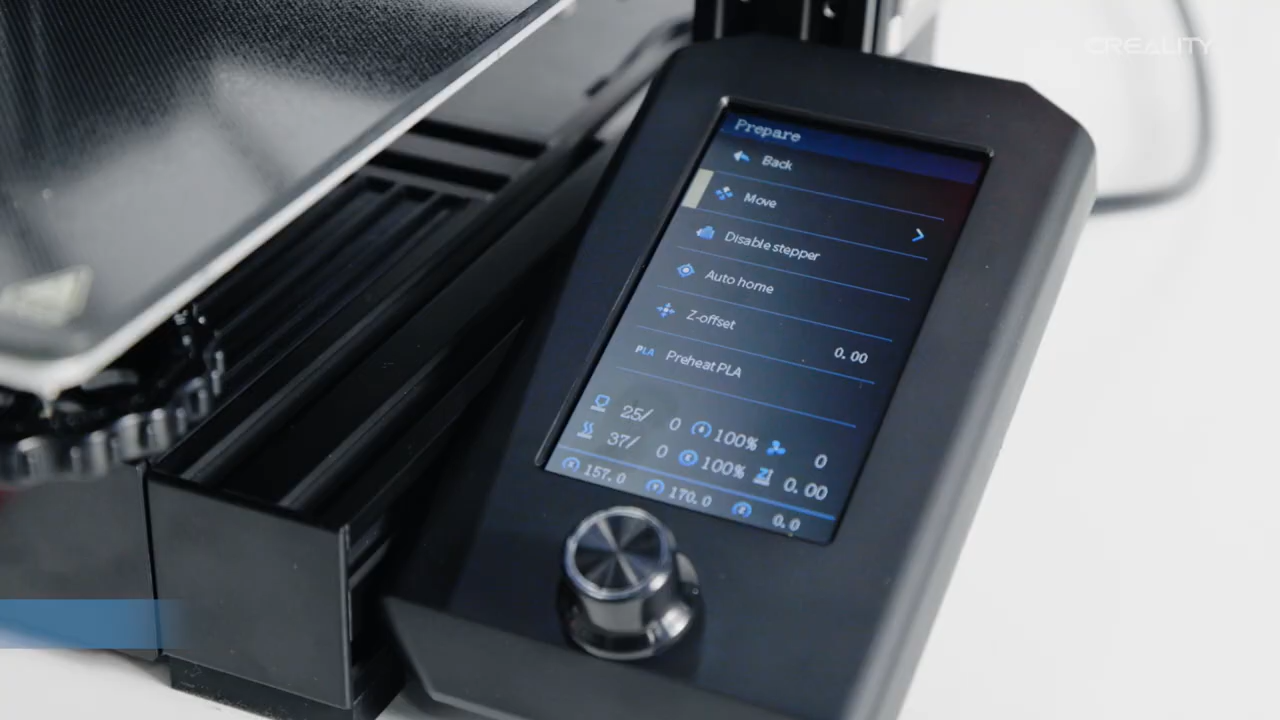 CREALITY
Prepare
Back
Move
Disable stepper
Auto home
Z-offset 0.00
PLA Preheat PLA
25/ 0 100% 0
37/ 0 100% Z 0.00
X 157.0 Y 170.0 Z 0.0